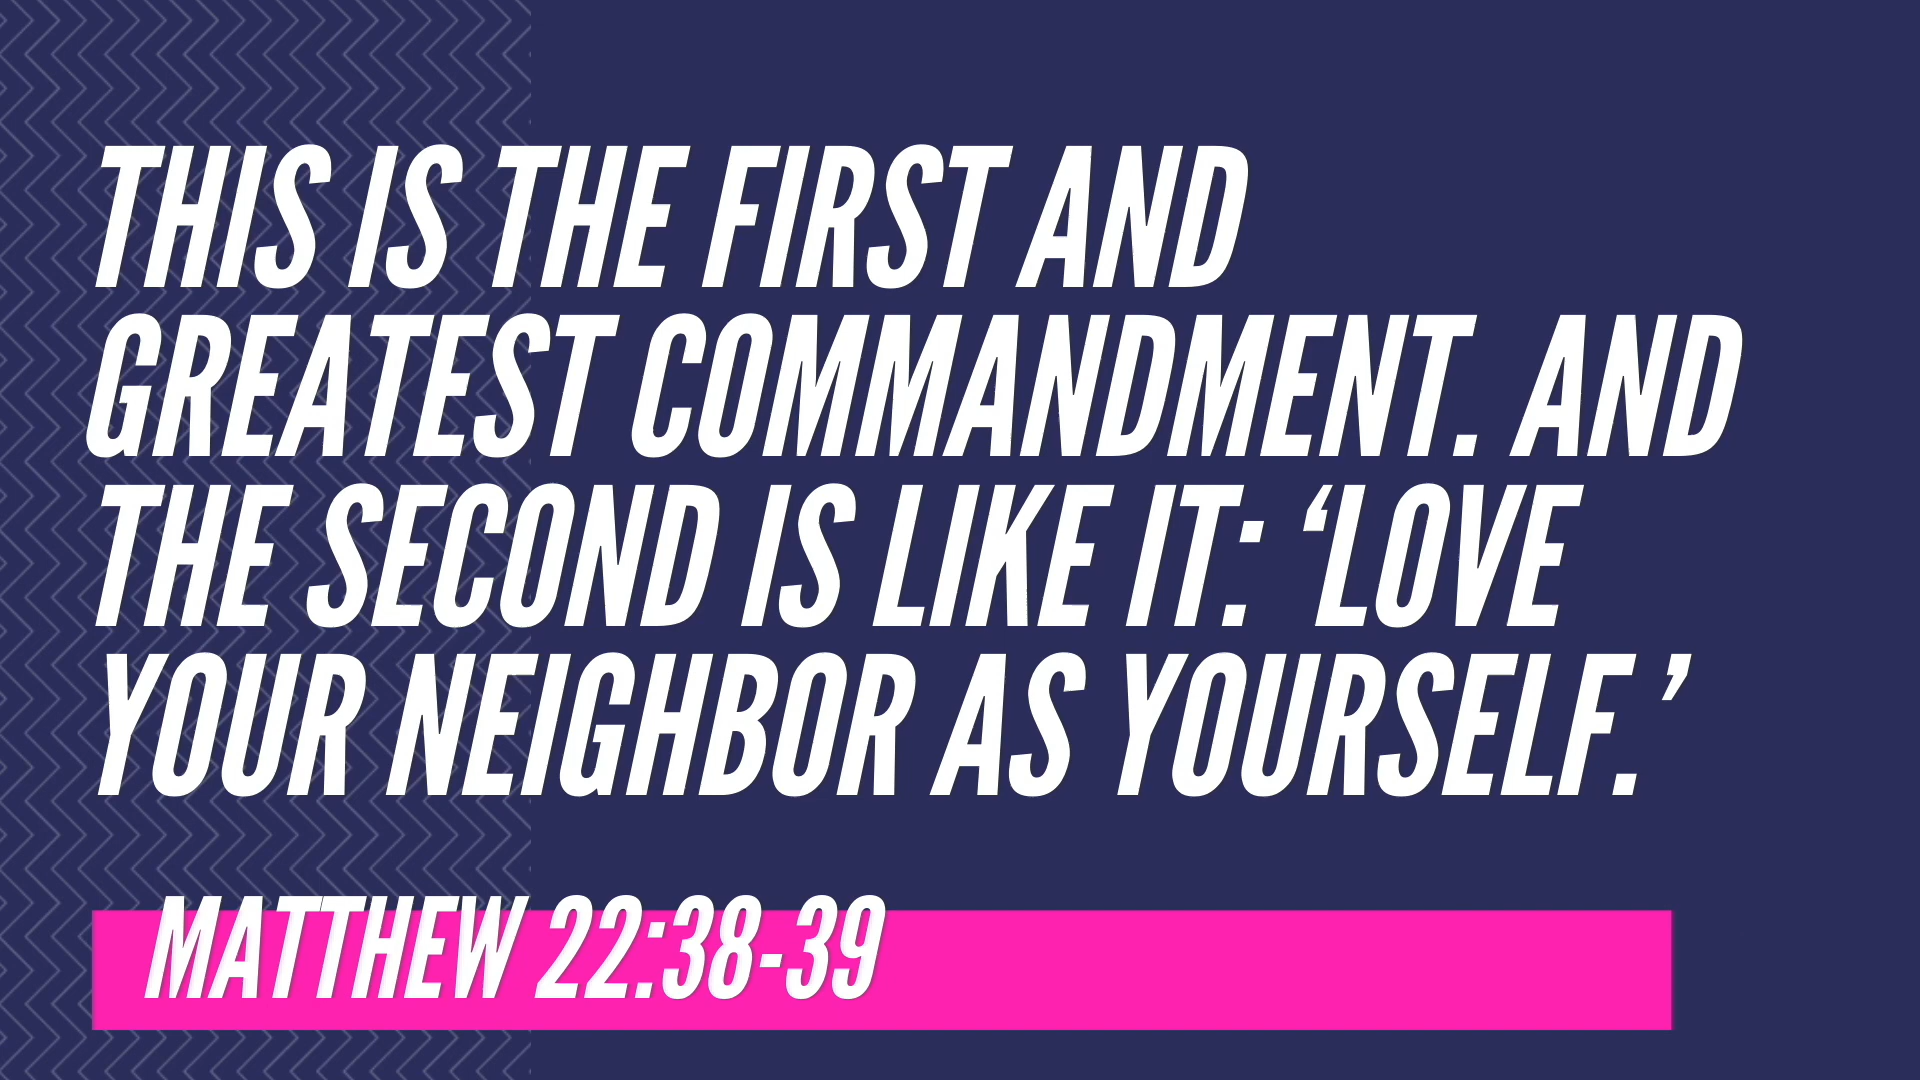 THIS IS THE FIRST AND
GREATEST COMMANDMENT. AND
THE SECOND IS LIKE IT: ‘LOVE
YOUR NEIGHBOR AS YOURSELF.’
MATTHEW 22:38-39